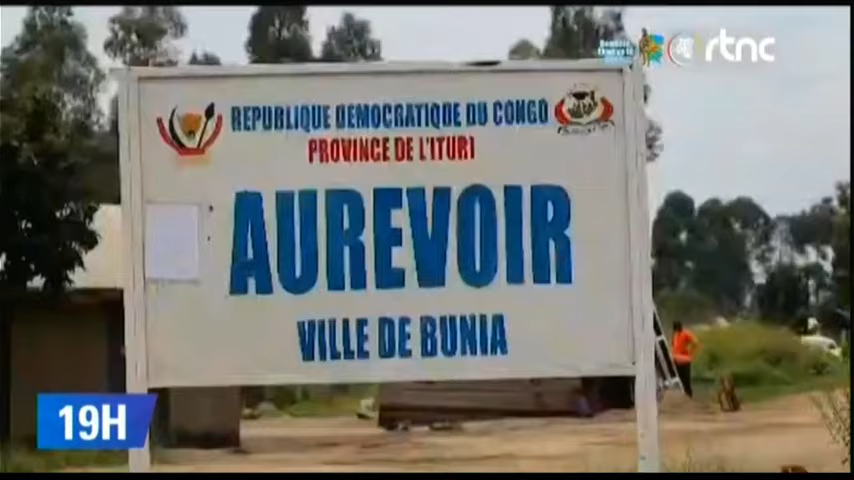 rtnc
REPUBLIQUE DEMOCRATIQUE DU CONGO
PROVINCE DE L'ITURI
AUREVOIR
VILLE DE BUNIA
19H